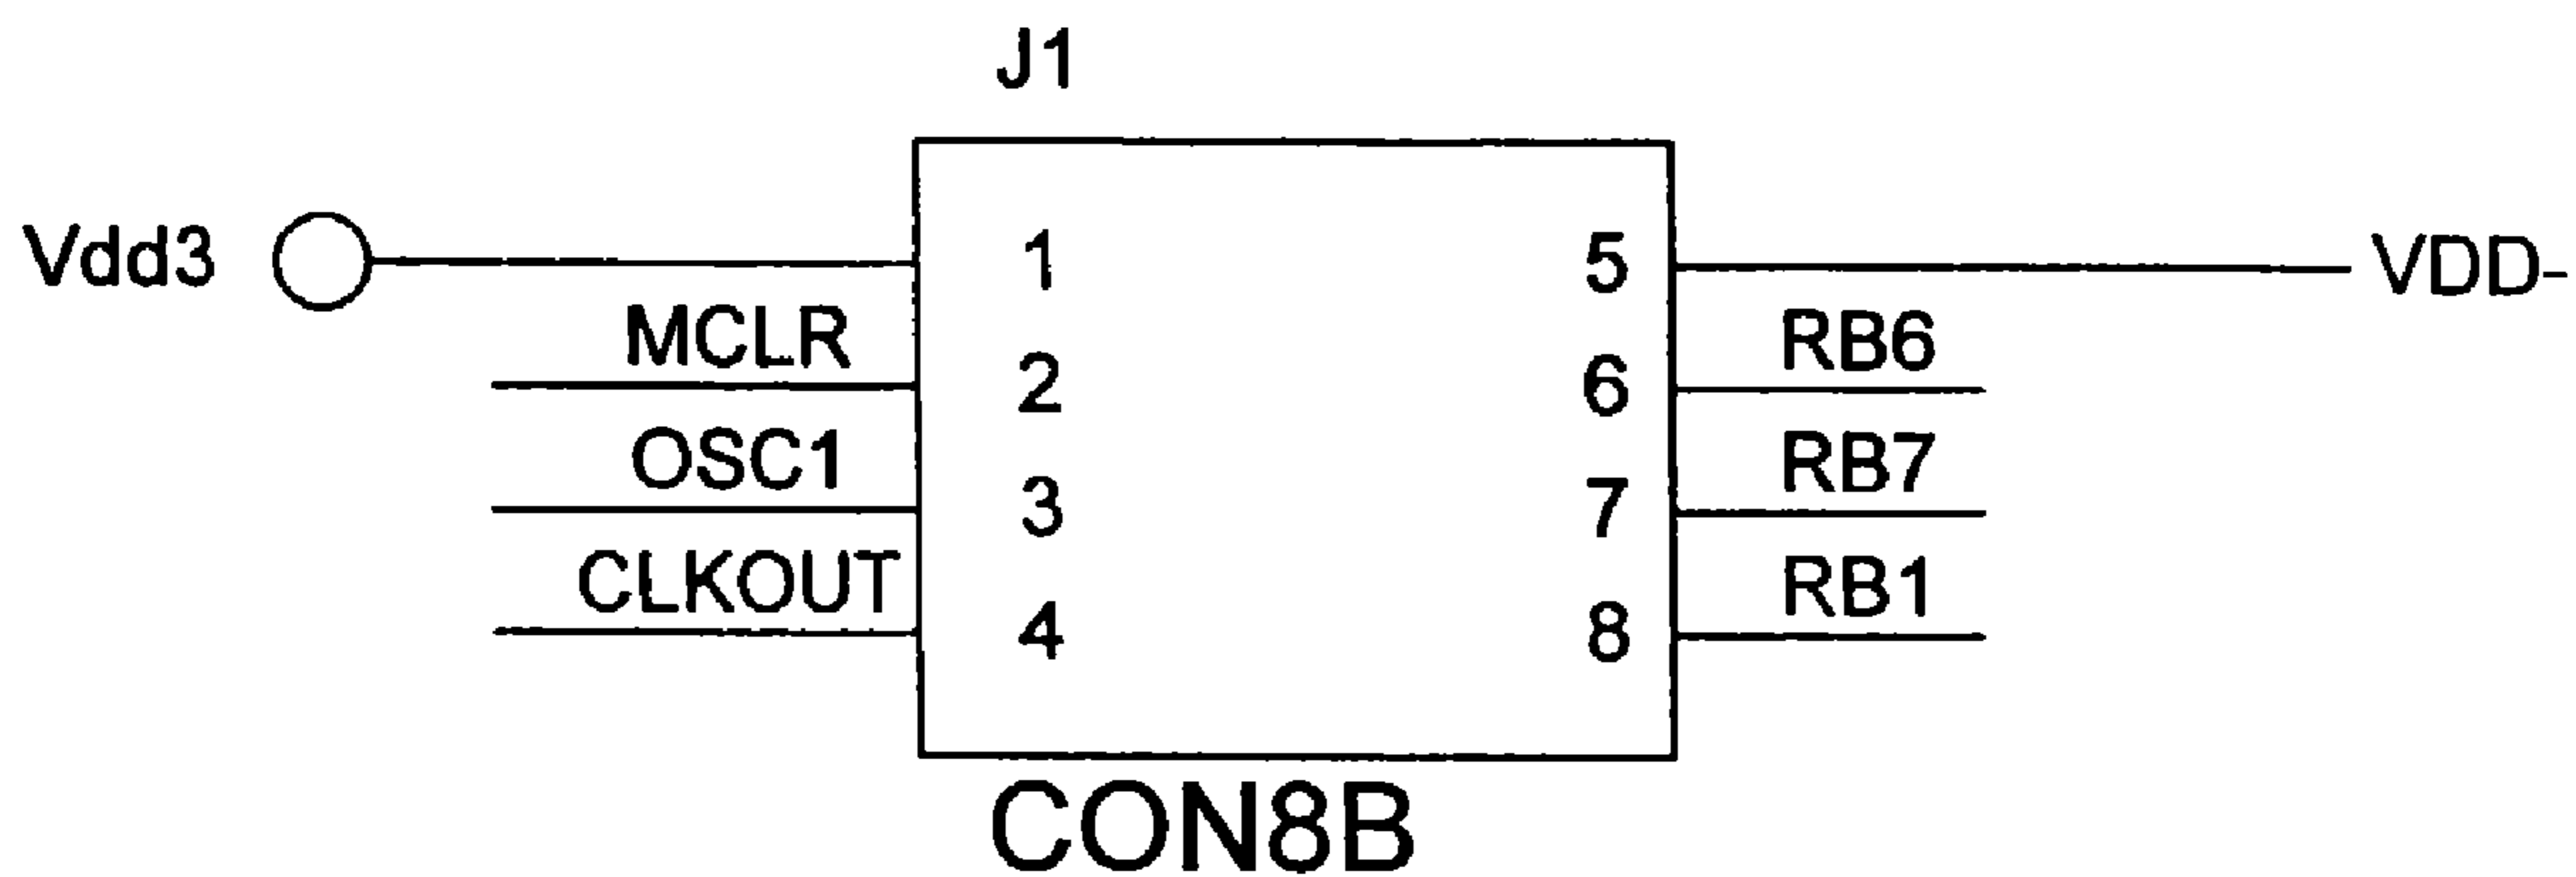 J1
Vdd3 1 5 VDD-
MCLR RB6
2 6
OSC1 RB7
3 7
CLKOUT RB1
4 8
CON8B